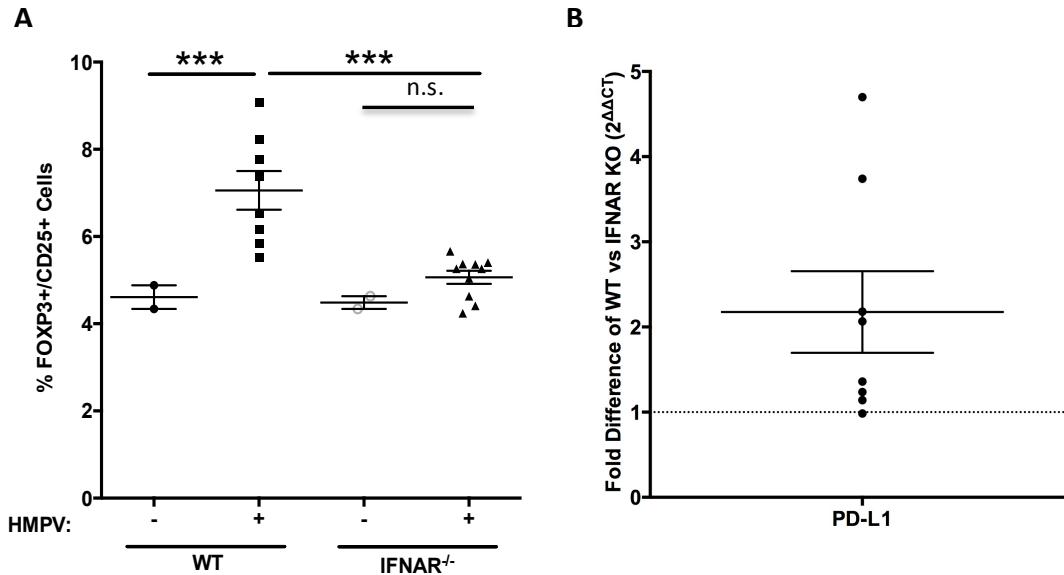 A
% FOXP3+/CD25+ Cells
10
8
6
4
2
0
***
***
n.s.
HMPV:
-
+
-
+
WT
IFNAR-/-
B
Fold Difference of WT vs IFNAR KO (2ΔΔCT)
5
4
3
2
1
0
PD-L1